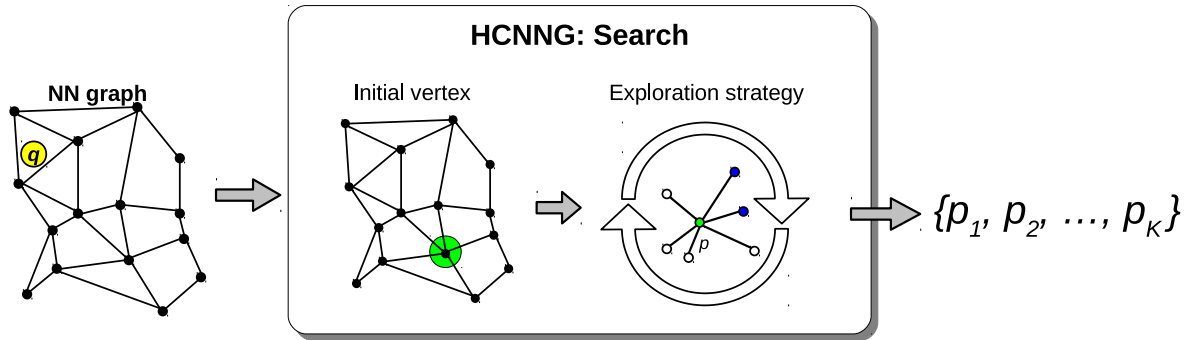 HCNNG: Search
NN graph
Initial vertex
Exploration strategy
q
p
{p1, p2, ..., pK}